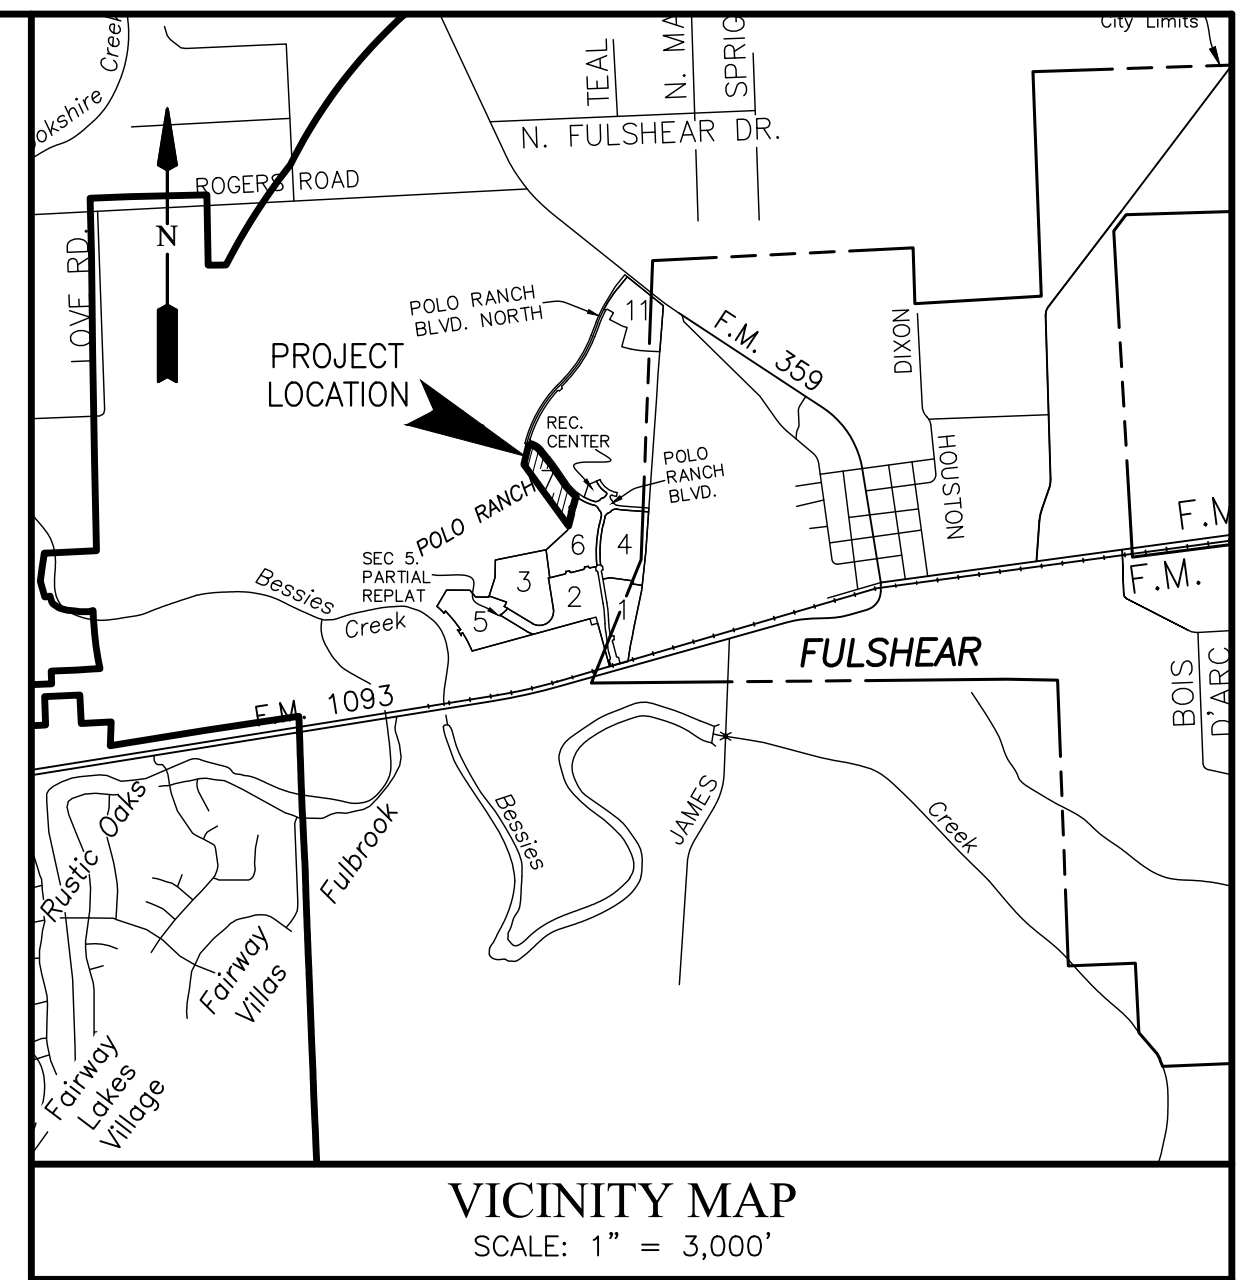 City Limits
Creek
okshire
TEAL
N. MA
SPRIG
N. FULSHEAR DR.
ROGERS ROAD
N
LOVE RD.
POLO RANCH
BLVD. NORTH
11
F.M. 359
DIXON
PROJECT
LOCATION
REC.
CENTER
POLO
RANCH
BLVD.
HOUSTON
POLO RANCH
F.M
SEC 5.
PARTIAL
REPLAT
6
4
3
2
1
5
Bessies
Creek
F.M.
FULSHEAR
BOIS
D'ARC
F.M. 1093
Rustic Oaks
Fulbrook
Bessies
JAMES
Creek
Fairway
Villas
Fairway
Lakes
Village
VICINITY MAP
SCALE: 1" = 3,000'